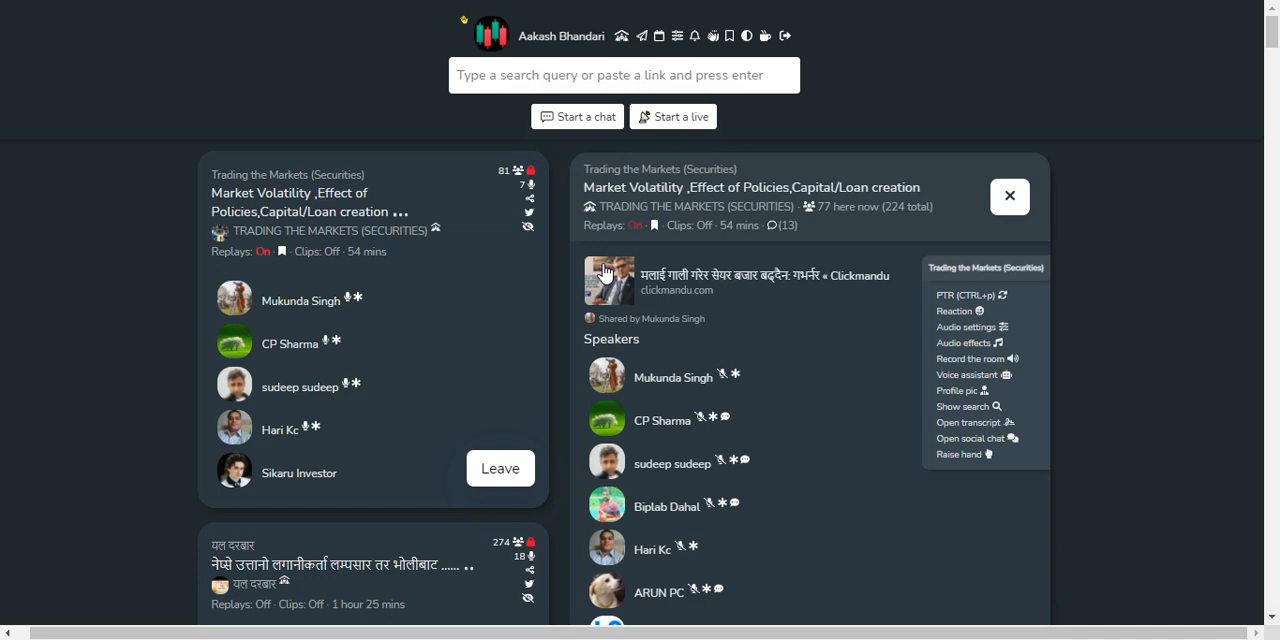 Aakash Bhandari
Type a search query or paste a link and press enter
Start a chat
Start a live
Trading the Markets (Securities)
81
7
Market Volatility ,Effect of
Policies,Capital/Loan creation ...
TRADING THE MARKETS (SECURITIES)
Replays: On · Clips: Off · 54 mins
Mukunda Singh
CP Sharma
sudeep sudeep
Hari Kc
Sikaru Investor
Leave
यल दरबार
274
18
नेप्से उत्तानो लगानीकर्ता लम्पसार तर भोलीबाट ...... ..
यल दरबार
Replays: Off · Clips: Off · 1 hour 25 mins
Trading the Markets (Securities)
Market Volatility ,Effect of Policies,Capital/Loan creation
TRADING THE MARKETS (SECURITIES) · 77 here now (224 total)
Replays: On · Clips: Off · 54 mins · (13)
मलाई गाली गरेर सेयर बजार बढ्दैन: गभर्नर « Clickmandu
clickmandu.com
Shared by Mukunda Singh
Speakers
Mukunda Singh
CP Sharma
sudeep sudeep
Biplab Dahal
Hari Kc
ARUN PC
Trading the Markets (Securities)
PTR (CTRL+p)
Reaction
Audio settings
Audio effects
Record the room
Voice assistant
Profile pic
Show search
Open transcript
Open social chat
Raise hand